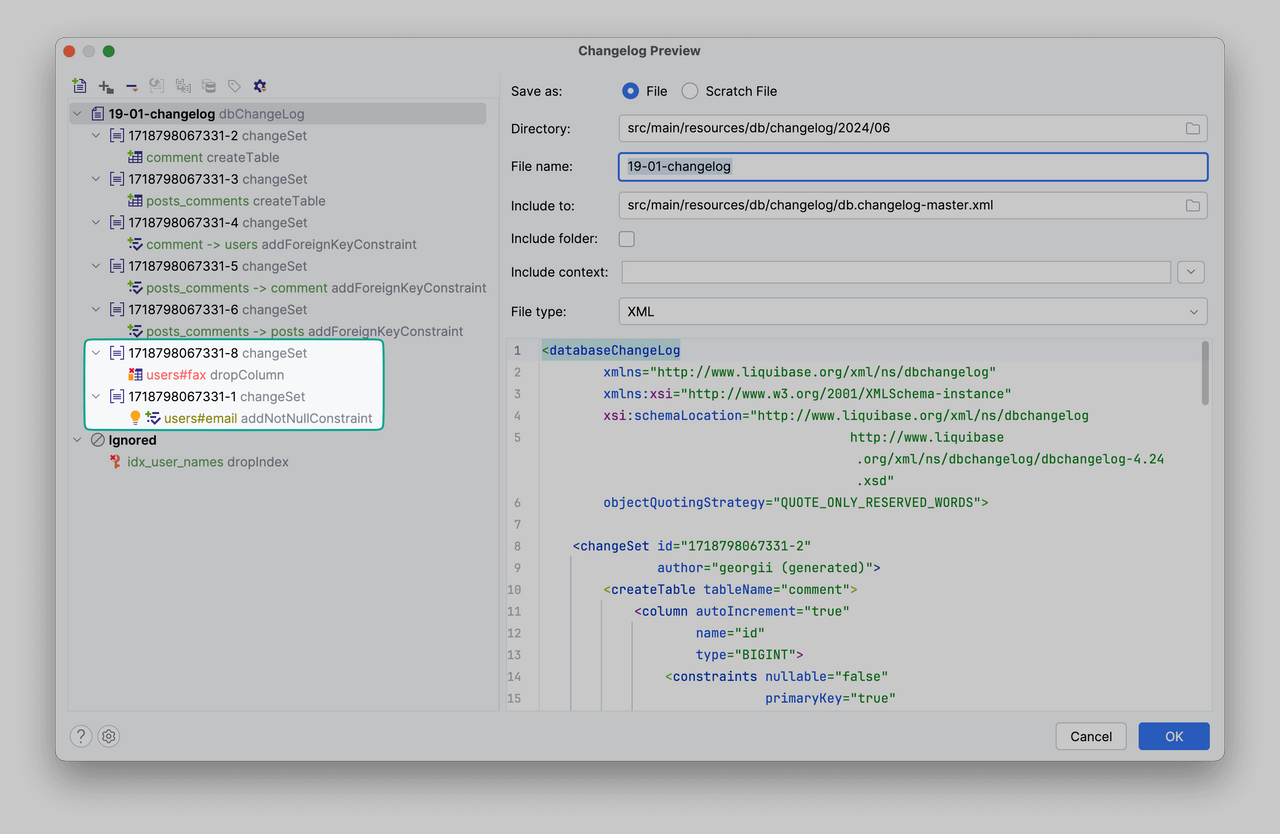 Changelog Preview
19-01-changelog dbChangeLog
1718798067331-2 changeSet
comment createTable
1718798067331-3 changeSet
posts_comments createTable
1718798067331-4 changeSet
comment -> users addForeignKeyConstraint
1718798067331-5 changeSet
posts_comments -> comment addForeignKeyConstraint
1718798067331-6 changeSet
posts_comments -> posts addForeignKeyConstraint
1718798067331-8 changeSet
users#fax dropColumn
1718798067331-1 changeSet
users#email addNotNullConstraint
Ignored
idx_user_names dropIndex
Save as: File Scratch File
Directory: src/main/resources/db/changelog/2024/06
File name: 19-01-changelog
Include to: src/main/resources/db/changelog/db.changelog-master.xml
Include folder:
Include context:
File type: XML
1 <databaseChangeLog
2 xmlns="http://www.liquibase.org/xml/ns/dbchangelog"
3 xmlns:xsi="http://www.w3.org/2001/XMLSchema-instance"
4 xsi:schemaLocation="http://www.liquibase.org/xml/ns/dbchangelog
5 http://www.liquibase
.org/xml/ns/dbchangelog/dbchangelog-4.24
.xsd"
6 objectQuotingStrategy="QUOTE_ONLY_RESERVED_WORDS">
7
8 <changeSet id="1718798067331-2"
9 author="georgii (generated)">
10 <createTable tableName="comment">
11 <column autoIncrement="true"
12 name="id"
13 type="BIGINT">
14 <constraints nullable="false"
15 primaryKey="true"
?
Cancel
OK